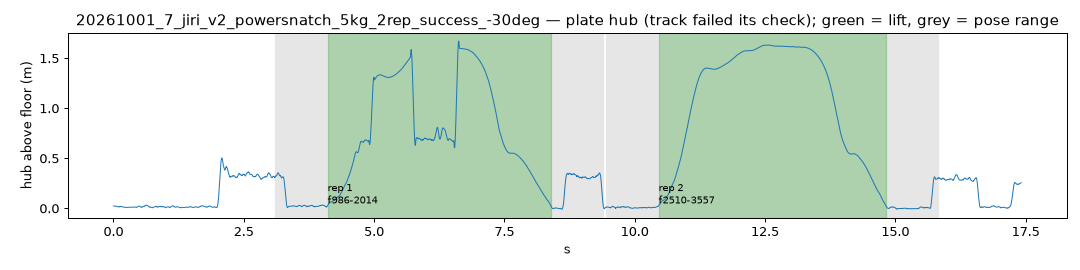 20261001_7_jiri_v2_powersnatch_5kg_2rep_success_-30deg — plate hub (track failed its check); green = lift, grey = pose range
hub above floor (m)
1.5
1.0
0.5
0.0
rep 1
f986-2014
rep 2
f2510-3557
0.0
2.5
5.0
7.5
10.0
12.5
15.0
17.5
s